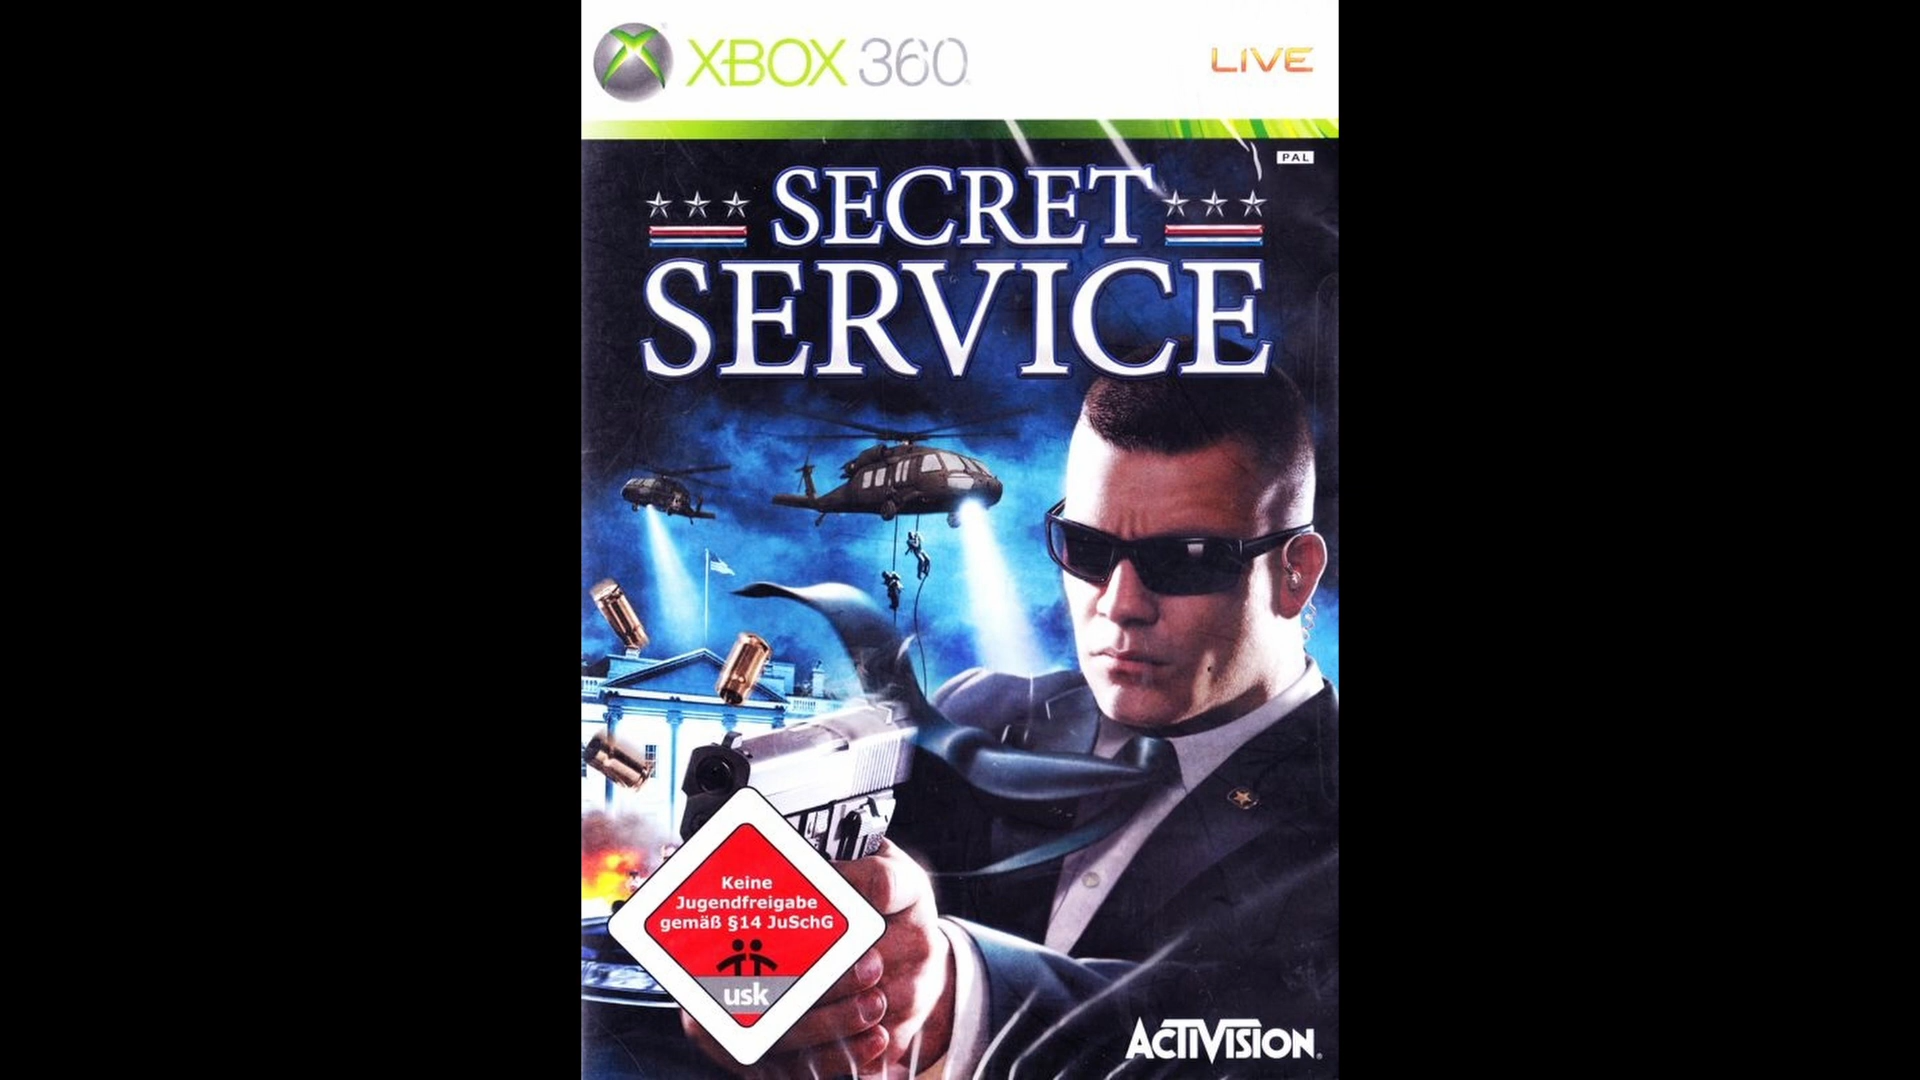 XBOX 360
LIVE
PAL
SECRET
SERVICE
Keine
Jugendfreigabe
gemäß §14 JuSchG
usk
ACTIVISION